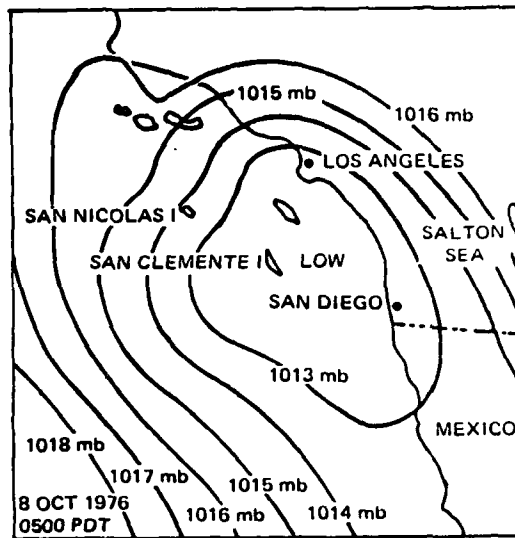 1015 mb
1016 mb
LOS ANGELES
SAN NICOLAS I
SALTON
SEA
SAN CLEMENTE I
LOW
SAN DIEGO
1013 mb
MEXICO
1018 mb
1017 mb
1015 mb
1016 mb
1014 mb
8 OCT 1976
0500 PDT